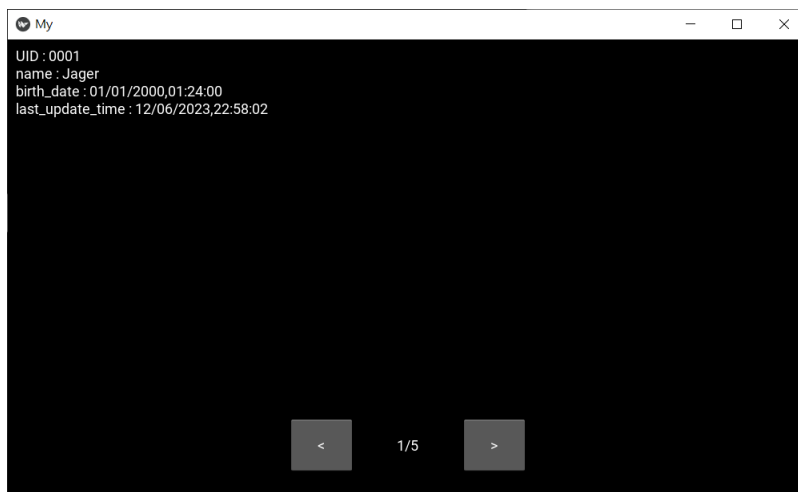 My
UID : 0001
name : Jager
birth_date : 01/01/2000,01:24:00
last_update_time : 12/06/2023,22:58:02
< 1/5 >